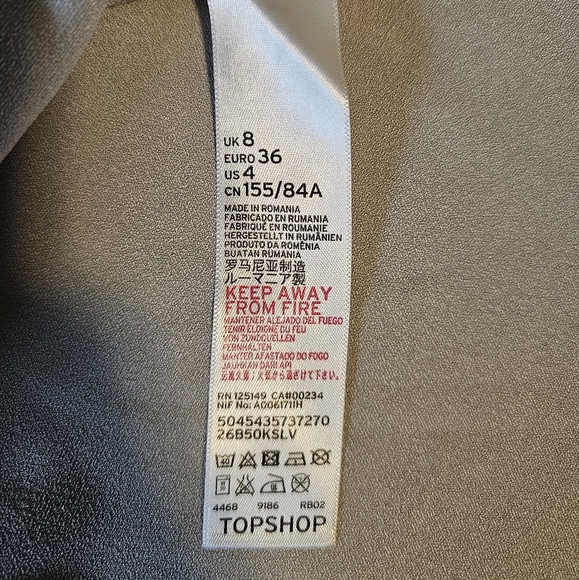 UK 8
EURO 36
US 4
CN 155/84A
MADE IN ROMANIA
FABRICADO EN RUMANIA
FABRIQUÉ EN ROUMANIE
HERGESTELLT IN RUMÄNIEN
PRODUTO DA ROMÊNIA
BUATAN RUMANIA
罗马尼亚制造
ルーマニア製
KEEP AWAY
FROM FIRE
MANTENER ALEJADO DEL FUEGO
TENIR ÉLOIGNÉ DU FEU
VON ZÜNDQUELLEN
FERNHALTEN
MANTER AFASTADO DO FOGO
JAUHKAN DARI API
RN 125149 CA#00234
NIF No: A0061711H
5045435737270
26B50KSLV
40
4468 9186 RB02
TOPSHOP